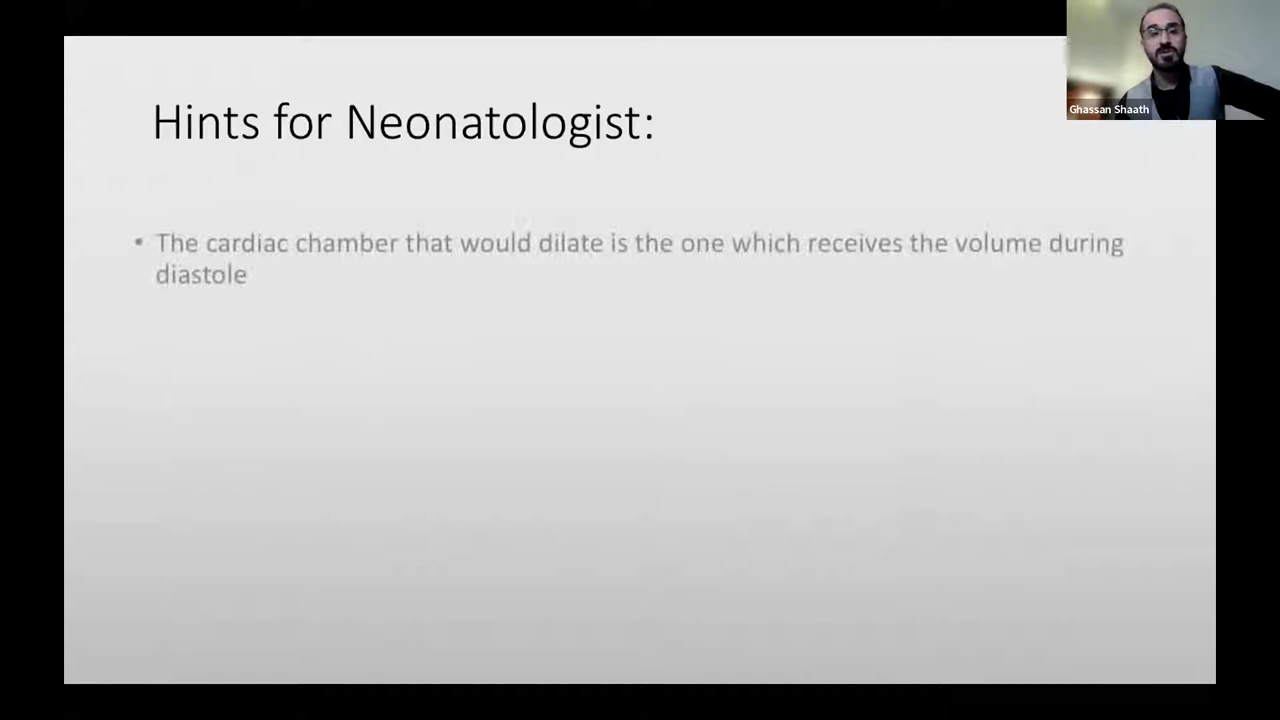 Ghassan Shaath
Hints for Neonatologist:
• The cardiac chamber that would dilate is the one which receives the volume during
diastole